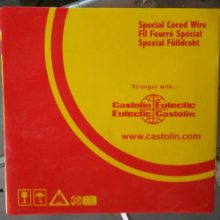 Special Cored Wire
Fil Fourré Spécial
Spezial Fülldraht
Stronger with...
Castolin Eutectic
Eutectic Castolin
www.castolin.com